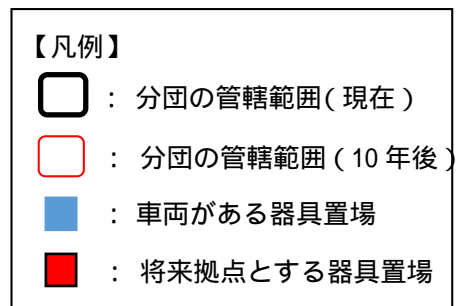 【凡例】
： 分団の管轄範囲(現在)
： 分団の管轄範囲(10年後)
： 車両がある器具置場
： 将来拠点とする器具置場